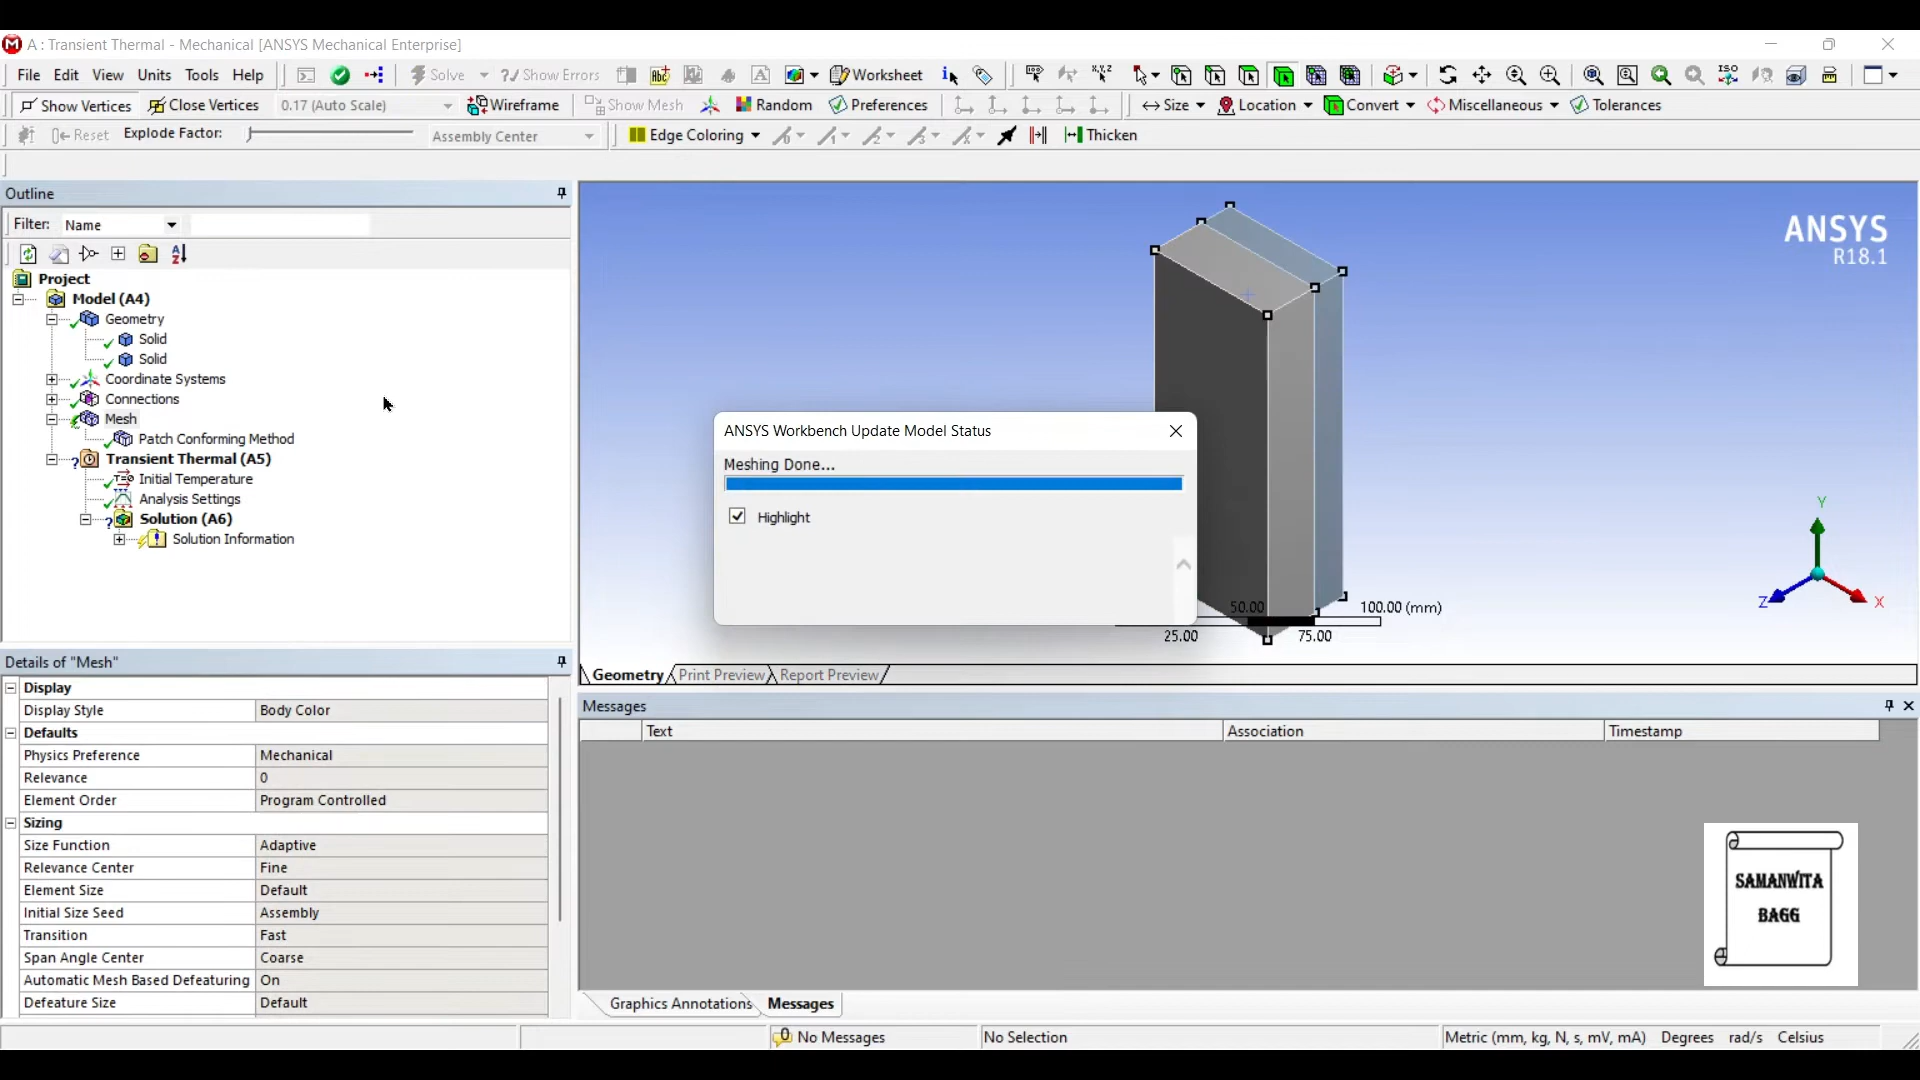 A : Transient Thermal - Mechanical [ANSYS Mechanical Enterprise]
File Edit View Units Tools Help Solve ?/ Show Errors Worksheet
Show Vertices Close Vertices 0.17 (Auto Scale) Wireframe Show Mesh Random Preferences Size Location Convert Miscellaneous Tolerances
Reset Explode Factor: Assembly Center Edge Coloring Thicken
Outline
Filter: Name
Project
Model (A4)
Geometry
Solid
Solid
Coordinate Systems
Connections
Mesh
Patch Conforming Method
Transient Thermal (A5)
Initial Temperature
Analysis Settings
Solution (A6)
Solution Information
ANSYS
R18.1
ANSYS Workbench Update Model Status
Meshing Done...
Highlight
50.00 100.00 (mm)
25.00 75.00
Y
Z X
Geometry Print Preview Report Preview
Details of "Mesh"
Display
Display Style Body Color
Defaults
Physics Preference Mechanical
Relevance 0
Element Order Program Controlled
Sizing
Size Function Adaptive
Relevance Center Fine
Element Size Default
Initial Size Seed Assembly
Transition Fast
Span Angle Center Coarse
Automatic Mesh Based Defeaturing On
Defeature Size Default
Messages
Text Association Timestamp
SAMANWITA
BAGG
Graphics Annotations Messages
No Messages No Selection Metric (mm, kg, N, s, mV, mA) Degrees rad/s Celsius